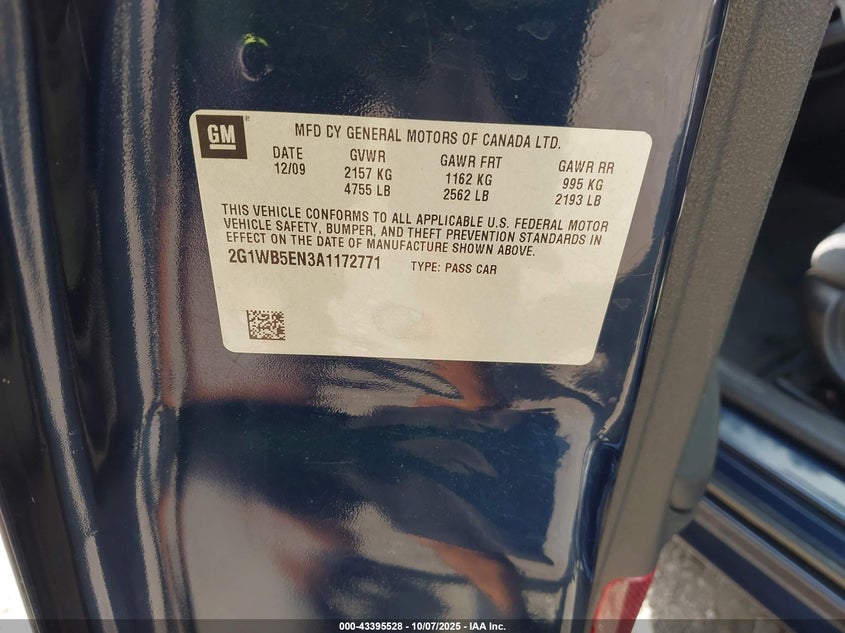 GM
MFD CY GENERAL MOTORS OF CANADA LTD.
DATE GVWR GAWR FRT GAWR RR
12/09 2157 KG 1162 KG 995 KG
4755 LB 2562 LB 2193 LB
THIS VEHICLE CONFORMS TO ALL APPLICABLE U.S. FEDERAL MOTOR
VEHICLE SAFETY, BUMPER, AND THEFT PREVENTION STANDARDS IN
EFFECT ON THE DATE OF MANUFACTURE SHOWN ABOVE.
2G1WB5EN3A1172771 TYPE: PASS CAR
000-43395528 - 10/07/2025 - IAA Inc.